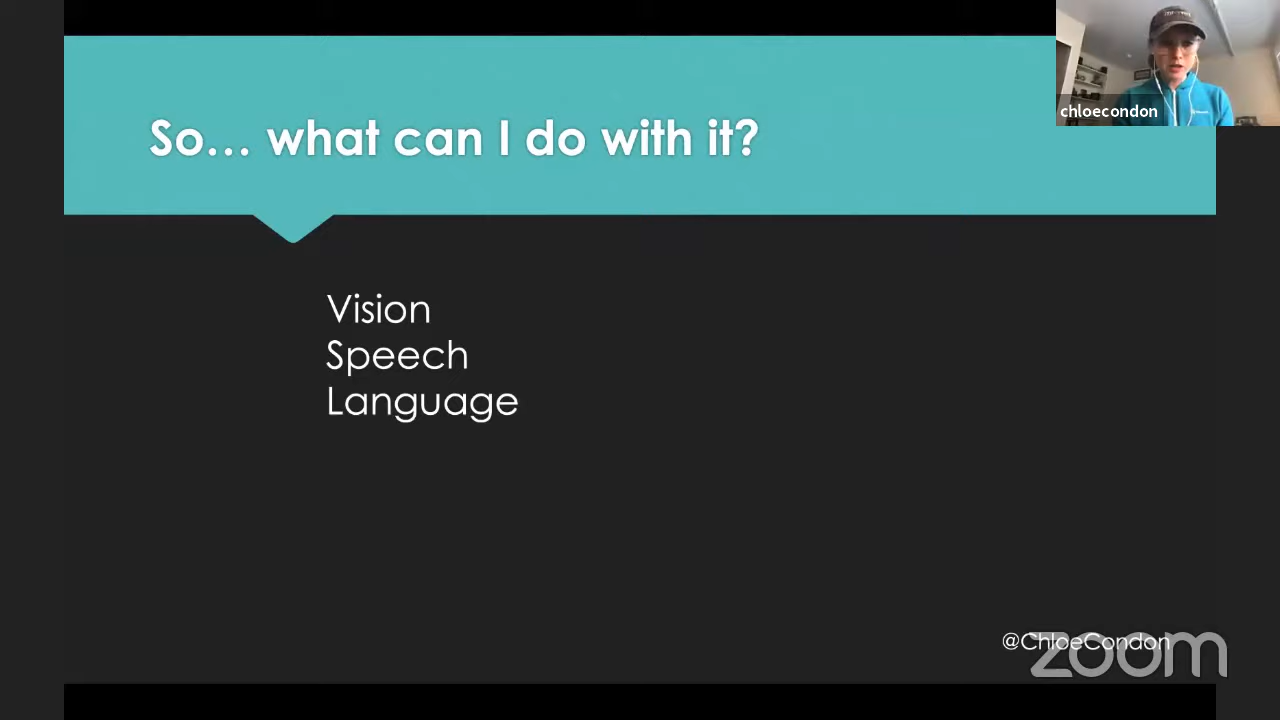 chloecondon
So... what can I do with it?
Vision
Speech
Language
@ChloeCondon
zoom